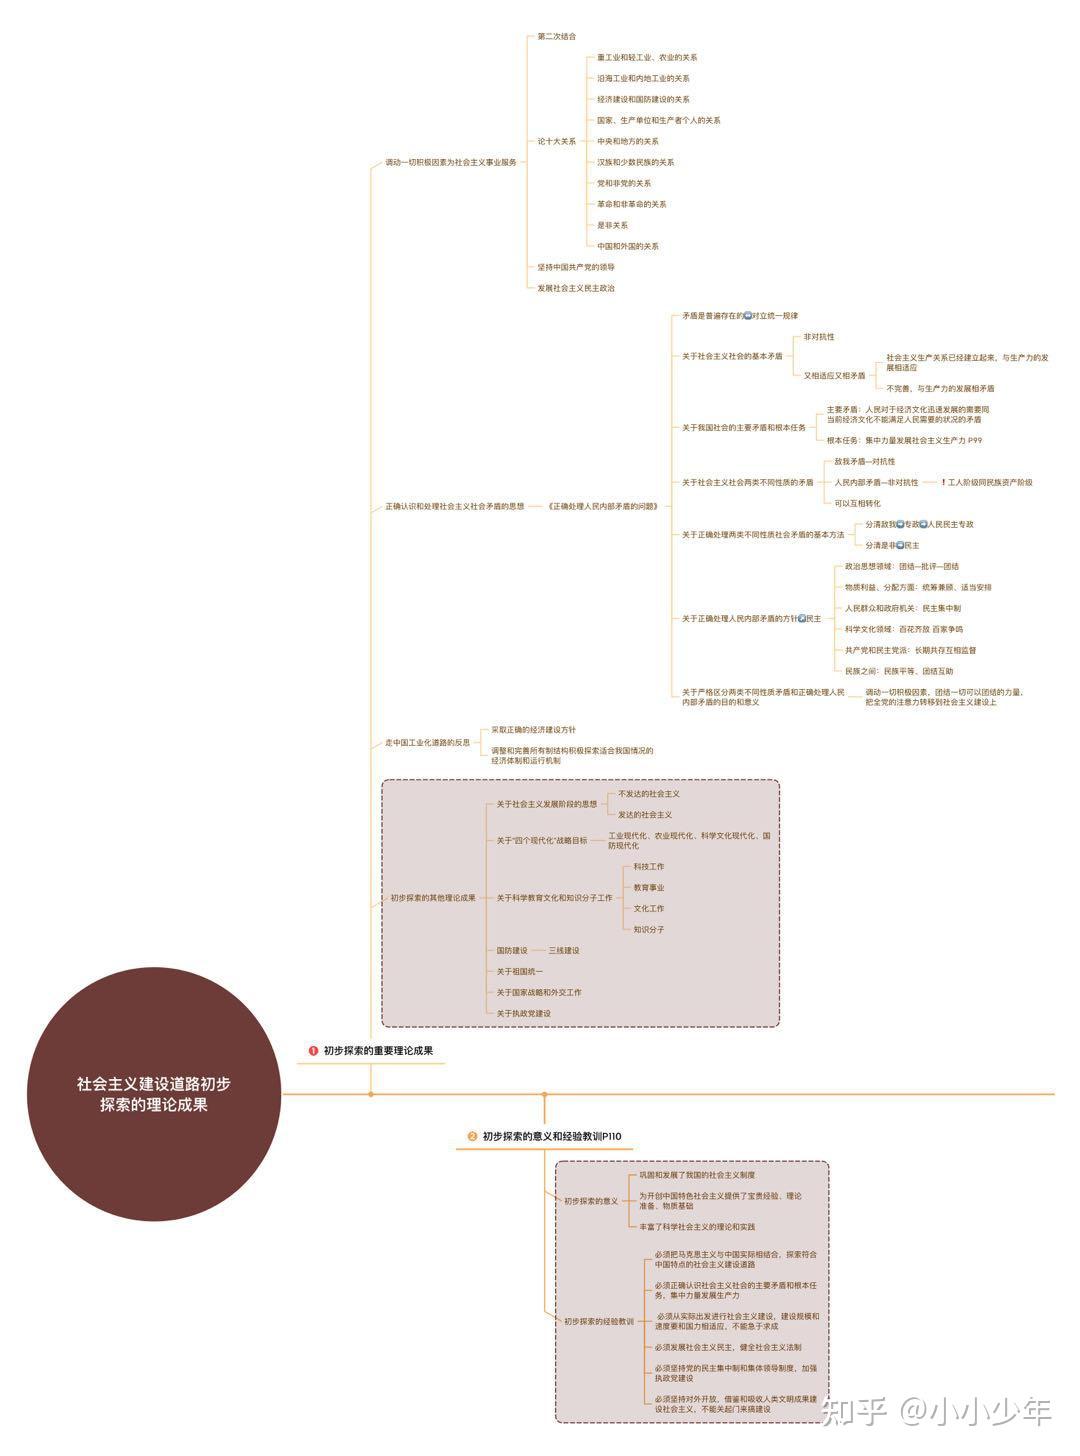 第二次结合
重工业和轻工业、农业的关系
沿海工业和内地工业的关系
经济建设和国防建设的关系
国家、生产单位和生产者个人的关系
论十大关系
中央和地方的关系
调动一切积极因素为社会主义事业服务
汉族和少数民族的关系
党和非党的关系
革命和非革命的关系
是非关系
中国和外国的关系
坚持中国共产党的领导
发展社会主义民主政治
矛盾是普遍存在的➡对立统一规律
非对抗性
关于社会主义社会的基本矛盾
社会主义生产关系已经建立起来，与生产力的发
展相适应
又相适应又相矛盾
不完善，与生产力的发展相矛盾
主要矛盾：人民对于经济文化迅速发展的需要同
当前经济文化不能满足人民需要的状况的矛盾
关于我国社会的主要矛盾和根本任务
根本任务：集中力量发展社会主义生产力 P99
敌我矛盾—对抗性
关于社会主义社会两类不同性质的矛盾
人民内部矛盾—非对抗性
❗工人阶级同民族资产阶级
可以互相转化
正确认识和处理社会主义社会矛盾的思想
《正确处理人民内部矛盾的问题》
分清敌我➡专政➡人民民主专政
关于正确处理两类不同性质社会矛盾的基本方法
分清是非➡民主
政治思想领域：团结—批评—团结
物质利益、分配方面：统筹兼顾、适当安排
人民群众和政府机关：民主集中制
关于正确处理人民内部矛盾的方针↗民主
科学文化领域：百花齐放 百家争鸣
共产党和民主党派：长期共存互相监督
民族之间：民族平等、团结互助
关于严格区分两类不同性质矛盾和正确处理人民
内部矛盾的目的和意义
调动一切积极因素，团结一切可以团结的力量，
把全党的注意力转移到社会主义建设上
采取正确的经济建设方针
走中国工业化道路的反思
调整和完善所有制结构积极探索适合我国情况的
经济体制和运行机制
不发达的社会主义
关于社会主义发展阶段的思想
发达的社会主义
关于“四个现代化”战略目标
工业现代化、农业现代化、科学文化现代化、国
防现代化
科技工作
教育事业
初步探索的其他理论成果
关于科学教育文化和知识分子工作
文化工作
知识分子
国防建设
三线建设
关于祖国统一
关于国家战略和外交工作
关于执政党建设
1 初步探索的重要理论成果
社会主义建设道路初步
探索的理论成果
2 初步探索的意义和经验教训P110
巩固和发展了我国的社会主义制度
初步探索的意义
为开创中国特色社会主义提供了宝贵经验、理论
准备、物质基础
丰富了科学社会主义的理论和实践
必须把马克思主义与中国实际相结合，探索符合
中国特点的社会主义建设道路
必须正确认识社会主义社会的主要矛盾和根本任
务，集中力量发展生产力
初步探索的经验教训
必须从实际出发进行社会主义建设，建设规模和
速度要和国力相适应，不能急于求成
必须发展社会主义民主，健全社会主义法制
必须坚持党的民主集中制和集体领导制度，加强
执政党建设
必须坚持对外开放，借鉴和吸收人类文明成果建
设社会主义，不能关起门来搞建设
知乎 @小小少年